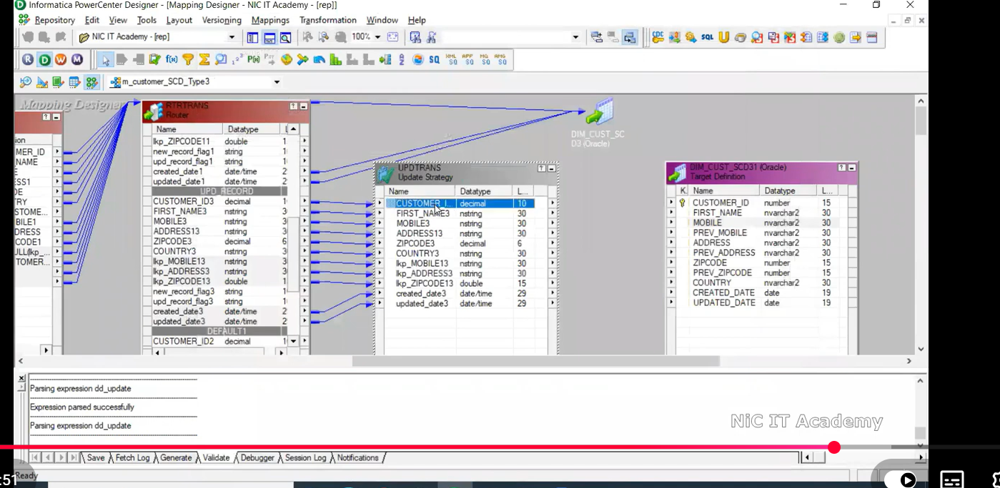 Informatica PowerCenter Designer - [Mapping Designer - NIC IT Academy - [rep]]
Repository Edit View Tools Layout Versioning Mappings Transformation Window Help
NIC IT Academy - [rep] 100% CDC SQL
R D W M f(x) P(x) SQ XML SQ APP SQ MQ SQ
m_customer_SCD_Type3
Mapping Designer
ion
MER_ID
NAME
E
SS1
DE
RY
STOME...
BILE1
DRESS
CODE1
JLL(lkp_...
TOMER...
RTRTRANS
Router
Name Datatype L
lkp_ZIPCODE11 double 1
new_record_flag1 string 1
upd_record_flag1 string 1
created_date1 date/time 2
updated_date1 date/time 2
UPD_RECORD
CUSTOMER_ID3 decimal 1
FIRST_NAME3 nstring 3
MOBILE3 nstring 3
ADDRESS13 nstring 3
ZIPCODE3 decimal 6
COUNTRY3 nstring 3
lkp_MOBILE13 nstring 3
lkp_ADDRESS3 nstring 3
lkp_ZIPCODE13 double 1
new_record_flag3 string 1
upd_record_flag3 string 1
created_date3 date/time 2
updated_date3 date/time 2
DEFAULT1
CUSTOMER_ID2 decimal 1
UPDTRANS
Update Strategy
Name Datatype L...
CUSTOMER_I... decimal 10
FIRST_NAME3 nstring 30
MOBILE3 nstring 30
ADDRESS13 nstring 30
ZIPCODE3 decimal 6
COUNTRY3 nstring 30
lkp_MOBILE13 nstring 30
lkp_ADDRESS3 nstring 30
lkp_ZIPCODE13 double 15
created_date3 date/time 29
updated_date3 date/time 29
DIM_CUST_SC
D3 (Oracle)
DIM_CUST_SCD31 (Oracle)
Target Definition
K. Name Datatype L...
CUSTOMER_ID number 15
FIRST_NAME nvarchar2 30
MOBILE nvarchar2 30
PREV_MOBILE nvarchar2 30
ADDRESS nvarchar2 30
PREV_ADDRESS nvarchar2 30
ZIPCODE number 15
PREV_ZIPCODE number 15
COUNTRY nvarchar2 30
CREATED_DATE date 19
UPDATED_DATE date 19
Parsing expression dd_update
Expression parsed successfully
Parsing expression dd_update
NiC IT Academy
Save Fetch Log Generate Validate Debugger Session Log Notifications
:51
Ready